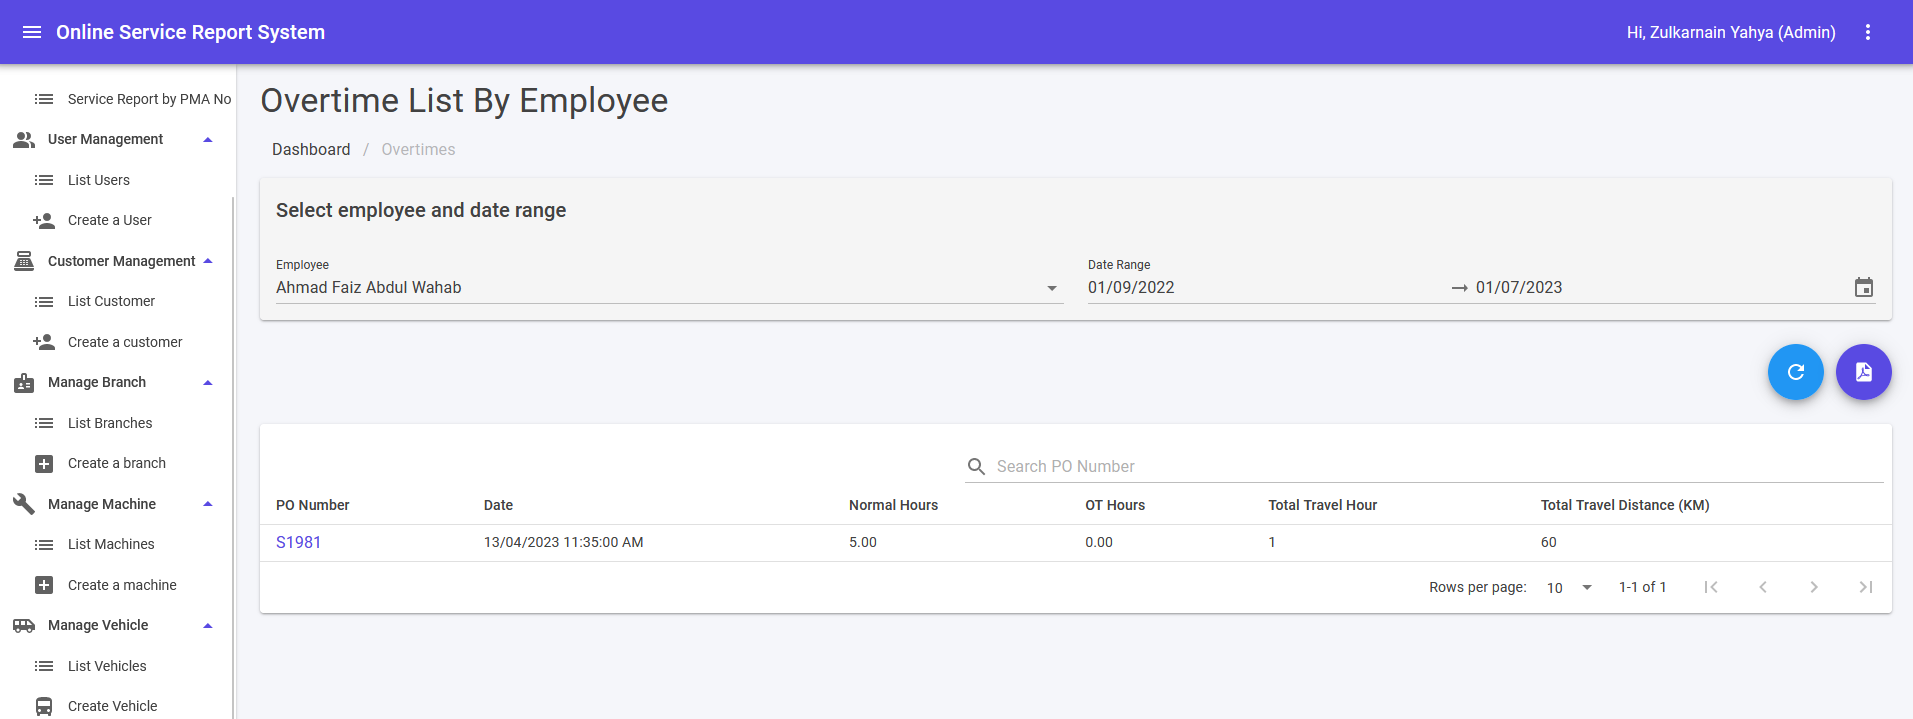 Online Service Report System
Hi, Zulkarnain Yahya (Admin)
Service Report by PMA No
User Management
List Users
Create a User
Customer Management
List Customer
Create a customer
Manage Branch
List Branches
Create a branch
Manage Machine
List Machines
Create a machine
Manage Vehicle
List Vehicles
Create Vehicle
Overtime List By Employee
Dashboard / Overtimes
Select employee and date range
Employee
Ahmad Faiz Abdul Wahab
Date Range
01/09/2022 → 01/07/2023
Search PO Number
PO Number Date Normal Hours OT Hours Total Travel Hour Total Travel Distance (KM)
S1981 13/04/2023 11:35:00 AM 5.00 0.00 1 60
Rows per page: 10 1-1 of 1